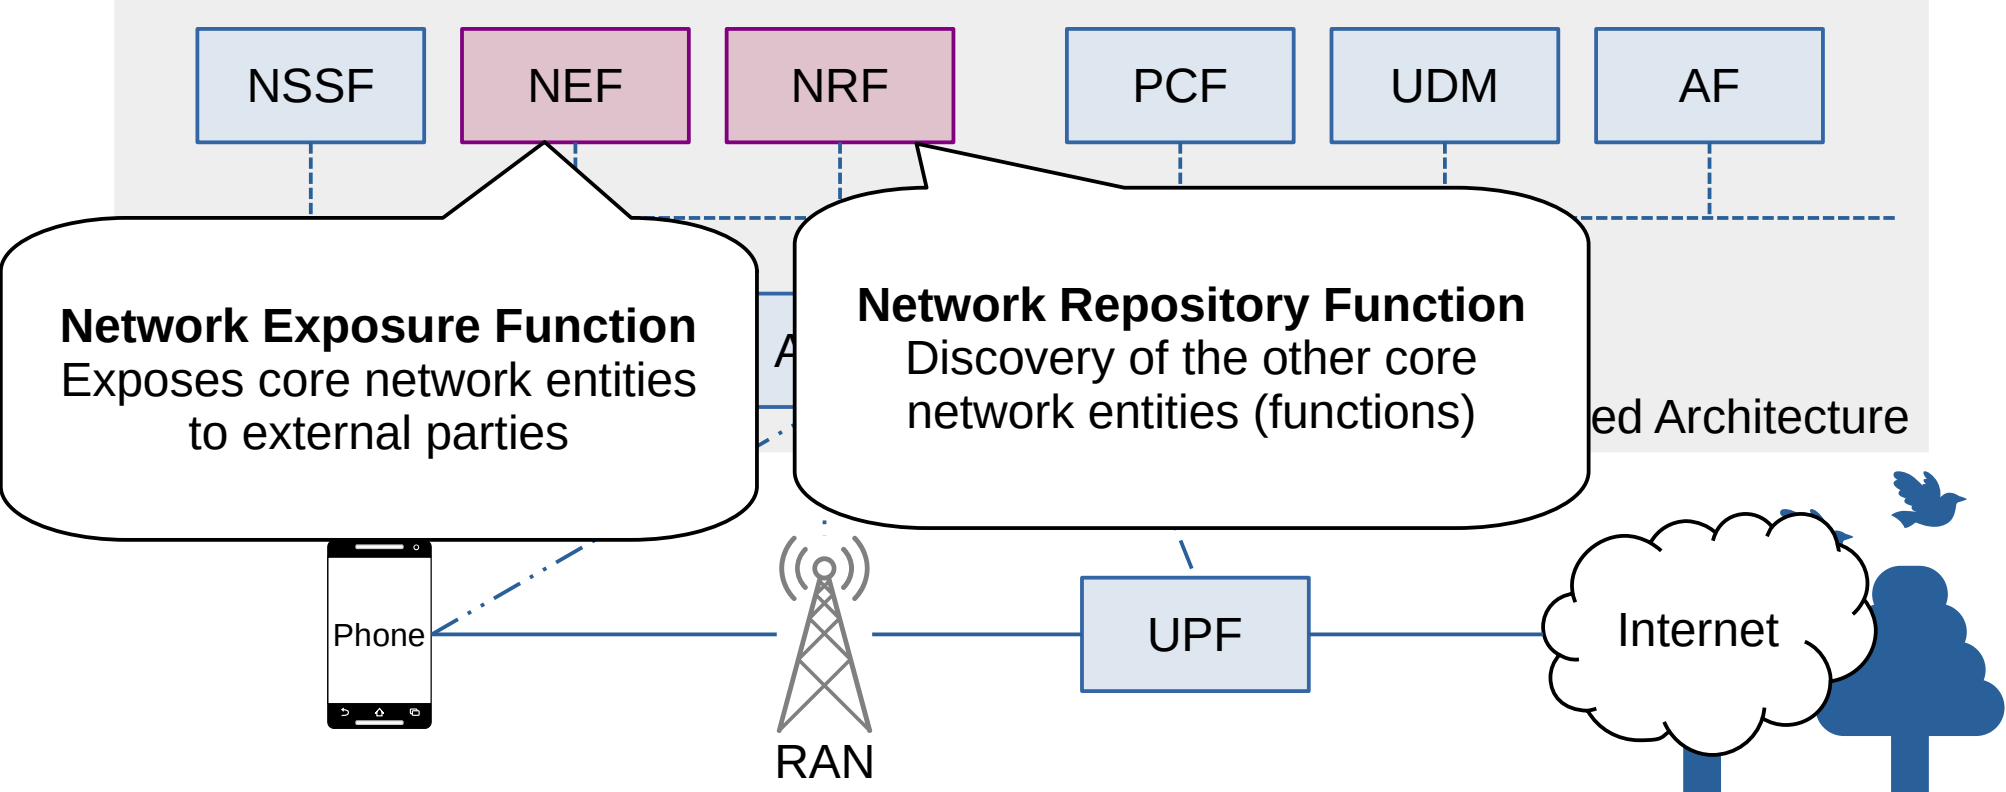 NSSF
NEF
NRF
PCF
UDM
AF
Network Exposure Function
Exposes core network entities
to external parties
Network Repository Function
Discovery of the other core
network entities (functions)
ed Architecture
Phone
UPF
Internet
RAN